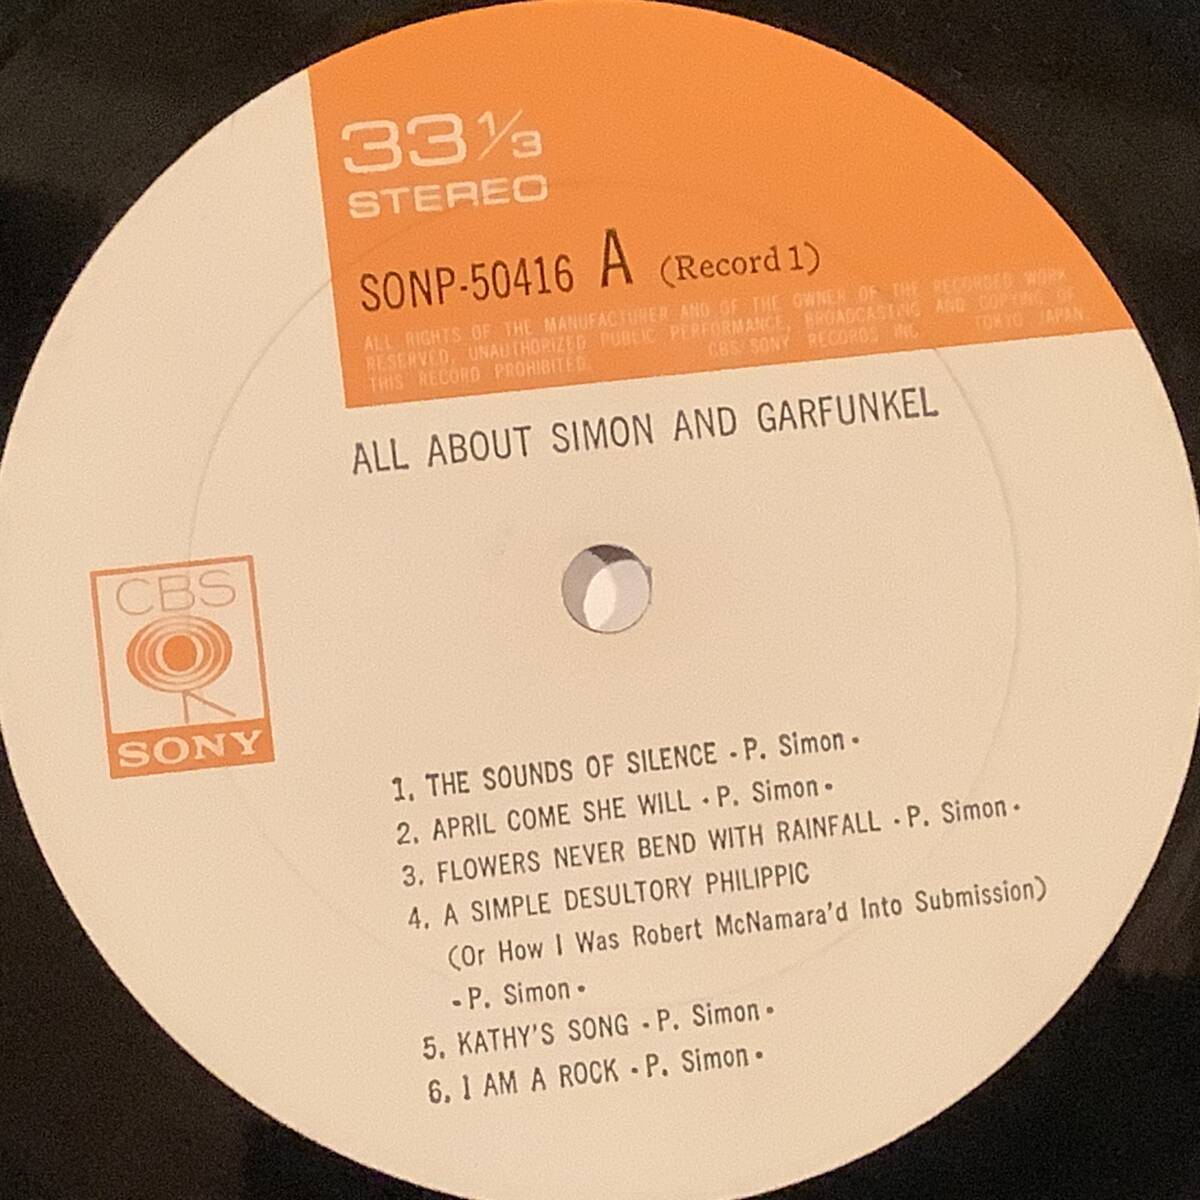 33 1/3
STEREO
SONP-50416 A (Record 1)
ALL RIGHTS OF THE MANUFACTURER AND OF THE OWNER OF THE RECORDED WORK
RESERVED, UNAUTHORIZED PUBLIC PERFORMANCE, BROADCASTING AND COPYING OF
THIS RECORD PROHIBITED. CBS/SONY RECORDS INC. TOKYO JAPAN.
ALL ABOUT SIMON AND GARFUNKEL
CBS
SONY
1. THE SOUNDS OF SILENCE • P. Simon •
2. APRIL COME SHE WILL • P. Simon •
3. FLOWERS NEVER BEND WITH RAINFALL • P. Simon •
4. A SIMPLE DESULTORY PHILIPPIC
(Or How I Was Robert McNamara'd Into Submission)
• P. Simon •
5. KATHY'S SONG • P. Simon •
6. I AM A ROCK • P. Simon •